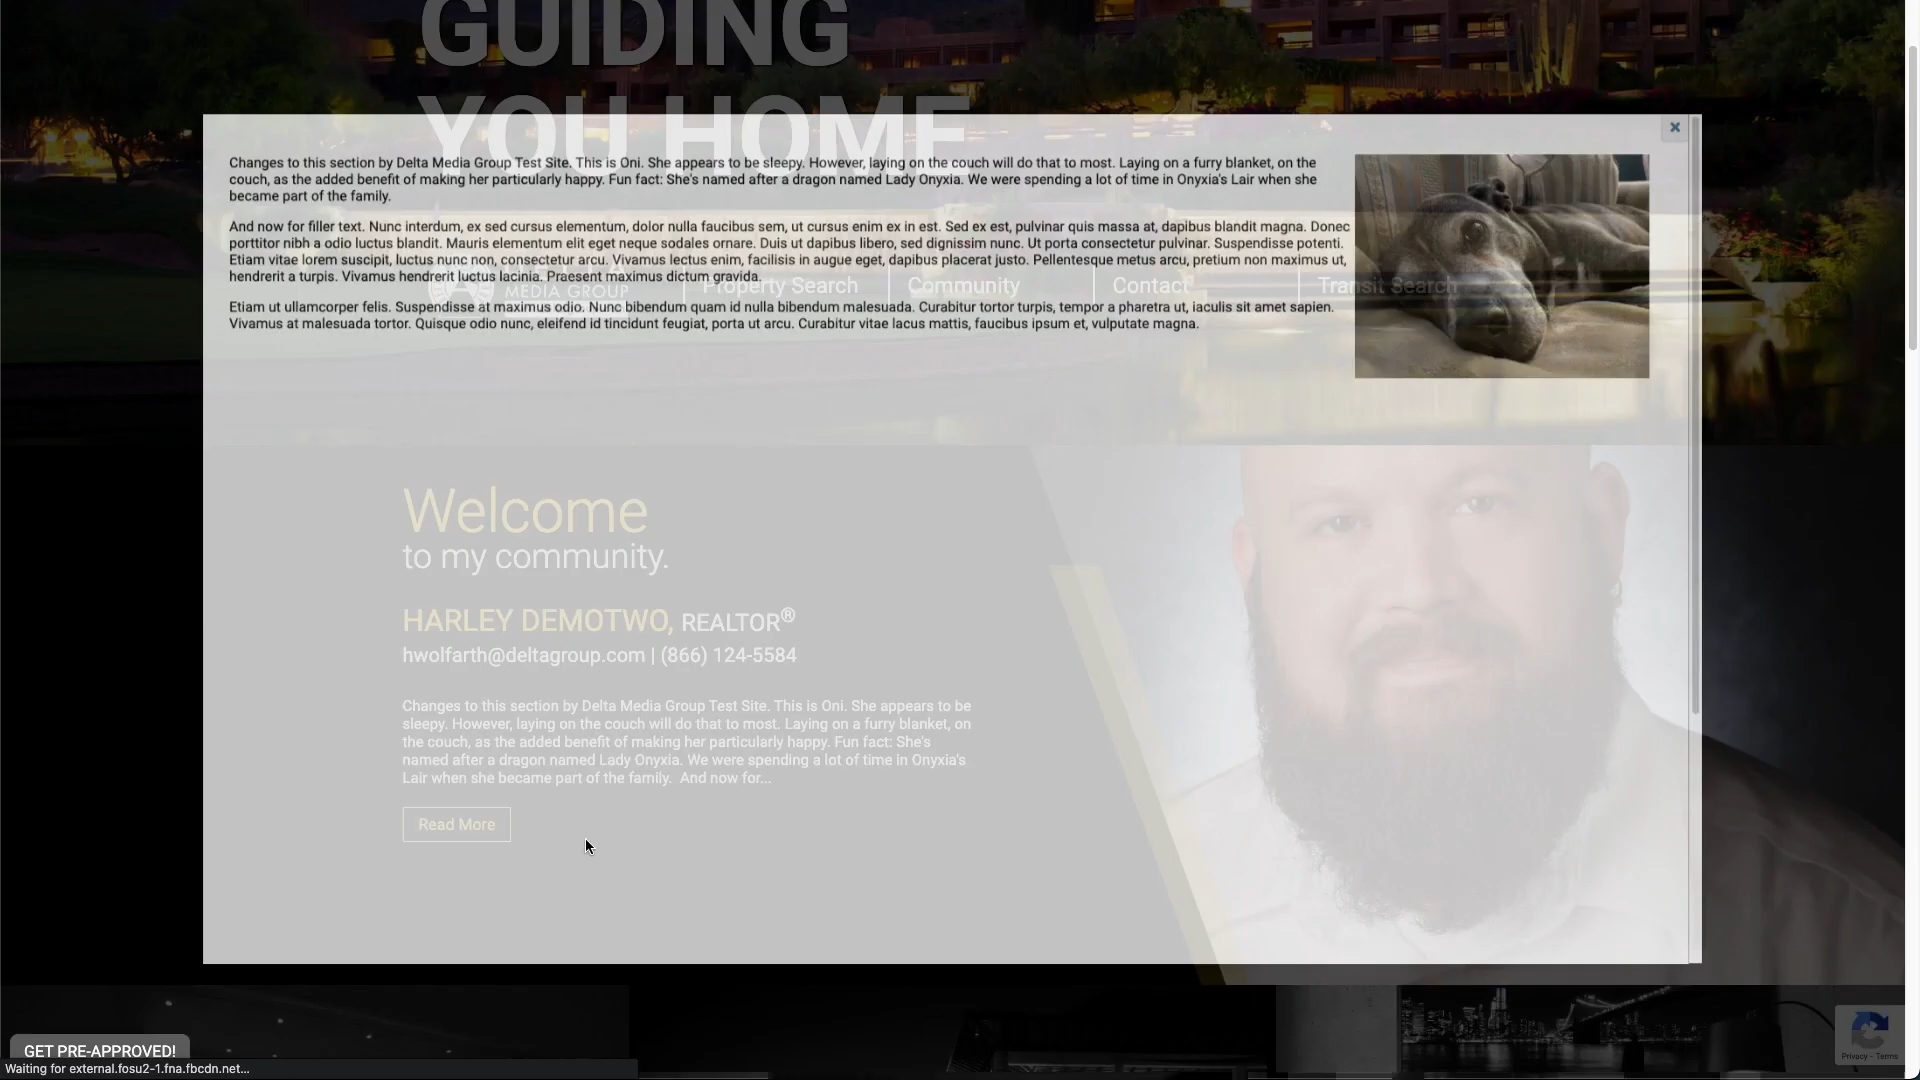 GUIDING
YOU HOME
Changes to this section by Delta Media Group Test Site. This is Oni. She appears to be sleepy. However, laying on the couch will do that to most. Laying on a furry blanket, on the
couch, as the added benefit of making her particularly happy. Fun fact: She's named after a dragon named Lady Onyxia. We were spending a lot of time in Onyxia's Lair when she
became part of the family.
And now for filler text. Nunc interdum, ex sed cursus elementum, dolor nulla faucibus sem, ut cursus enim ex in est. Sed ex est, pulvinar quis massa at, dapibus blandit magna. Donec
porttitor nibh a odio luctus blandit. Mauris elementum elit eget neque sodales ornare. Duis ut dapibus libero, sed dignissim nunc. Ut porta consectetur pulvinar. Suspendisse potenti.
Etiam vitae lorem suscipit, luctus nunc non, consectetur arcu. Vivamus lectus enim, facilisis in augue eget, dapibus placerat justo. Pellentesque metus arcu, pretium non maximus ut,
hendrerit a turpis. Vivamus hendrerit luctus lacinia. Praesent maximus dictum gravida.
MEDIA GROUP
Property Search
Community
Contact
Transit Search
Etiam ut ullamcorper felis. Suspendisse at maximus odio. Nunc bibendum quam id nulla bibendum malesuada. Curabitur tortor turpis, tempor a pharetra ut, iaculis sit amet sapien.
Vivamus at malesuada tortor. Quisque odio nunc, eleifend id tincidunt feugiat, porta ut arcu. Curabitur vitae lacus mattis, faucibus ipsum et, vulputate magna.
Welcome
to my community.
HARLEY DEMOTWO, REALTOR®
hwolfarth@deltagroup.com | (866) 124-5584
Changes to this section by Delta Media Group Test Site. This is Oni. She appears to be
sleepy. However, laying on the couch will do that to most. Laying on a furry blanket, on
the couch, as the added benefit of making her particularly happy. Fun fact: She's
named after a dragon named Lady Onyxia. We were spending a lot of time in Onyxia's
Lair when she became part of the family.  And now for...
Read More
GET PRE-APPROVED!
Waiting for external.fosu2-1.fna.fbcdn.net...
Privacy - Terms